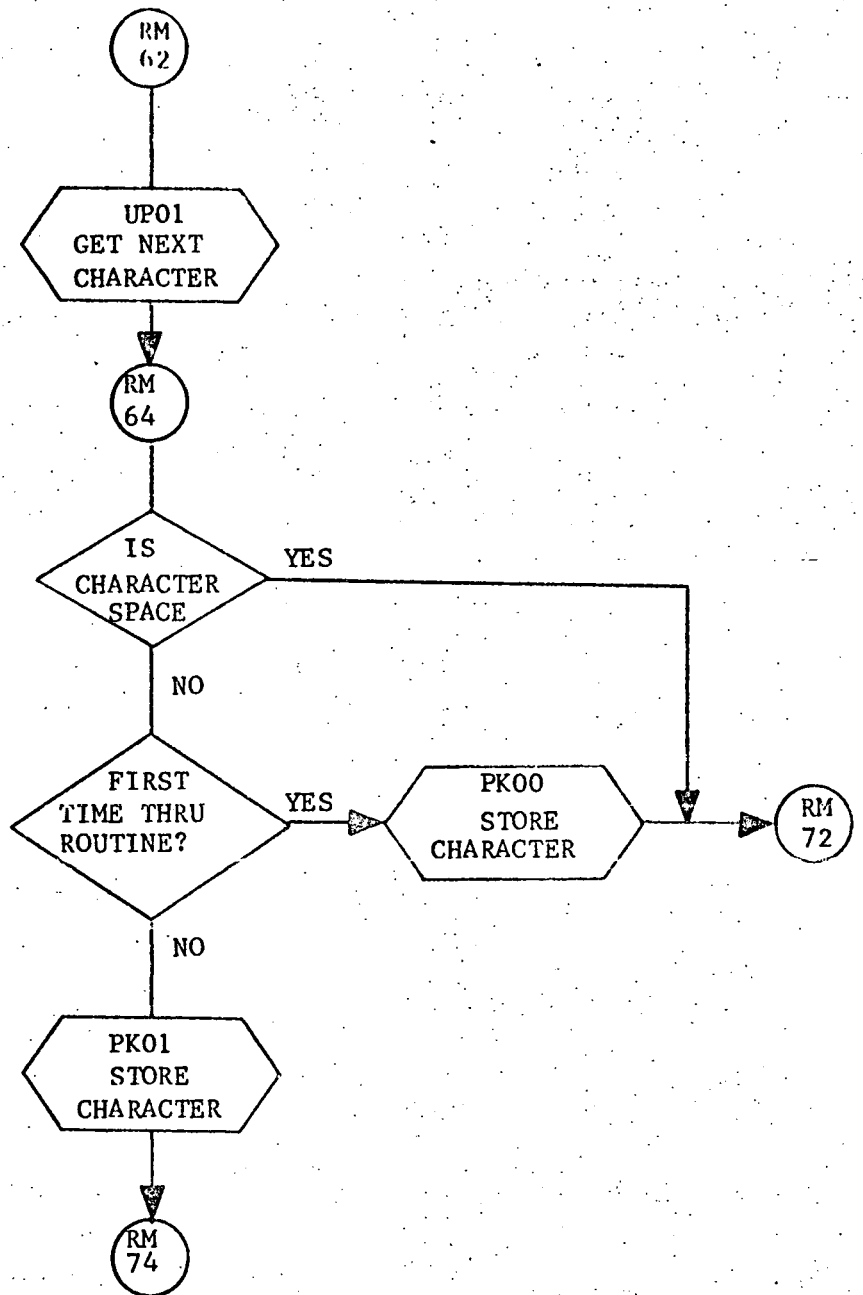 RM
62
UP01
GET NEXT
CHARACTER
RM
64
IS
CHARACTER
SPACE
YES
NO
FIRST
TIME THRU
ROUTINE?
YES
PK00
STORE
CHARACTER
RM
72
NO
PK01
STORE
CHARACTER
RM
74